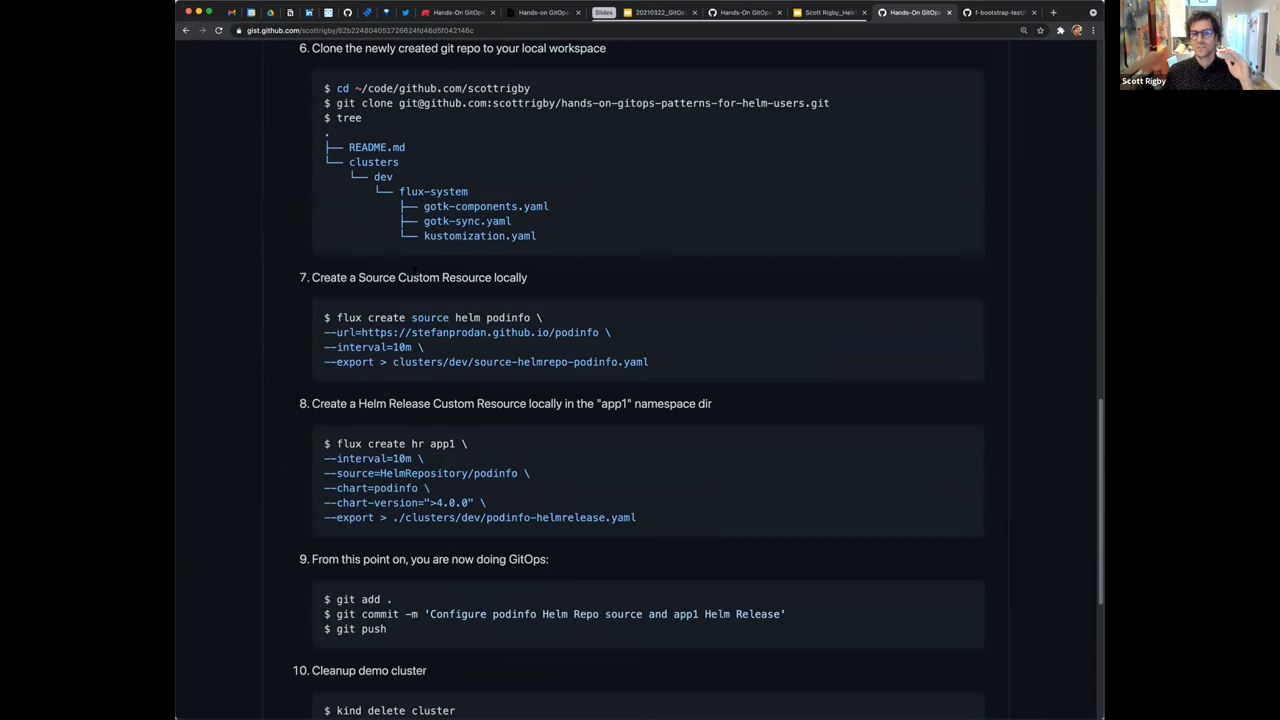 Hands-On GitOps
Hands-on GitOps
Slides
20210322_GitOp
Hands-On GitOps
Scott Rigby_Helm
Hands-On GitOps
f-bootstrap-test/
gist.github.com/scottrigby/82b224804052726624fd46d5f042146c
Scott Rigby
6. Clone the newly created git repo to your local workspace
$ cd ~/code/github.com/scottrigby
$ git clone git@github.com:scottrigby/hands-on-gitops-patterns-for-helm-users.git
$ tree
.
├── README.md
└── clusters
└── dev
└── flux-system
├── gotk-components.yaml
├── gotk-sync.yaml
└── kustomization.yaml
7. Create a Source Custom Resource locally
$ flux create source helm podinfo \
--url=https://stefanprodan.github.io/podinfo \
--interval=10m \
--export > clusters/dev/source-helmrepo-podinfo.yaml
8. Create a Helm Release Custom Resource locally in the "app1" namespace dir
$ flux create hr app1 \
--interval=10m \
--source=HelmRepository/podinfo \
--chart=podinfo \
--chart-version=">4.0.0" \
--export > ./clusters/dev/podinfo-helmrelease.yaml
9. From this point on, you are now doing GitOps:
$ git add .
$ git commit -m 'Configure podinfo Helm Repo source and app1 Helm Release'
$ git push
10. Cleanup demo cluster
$ kind delete cluster